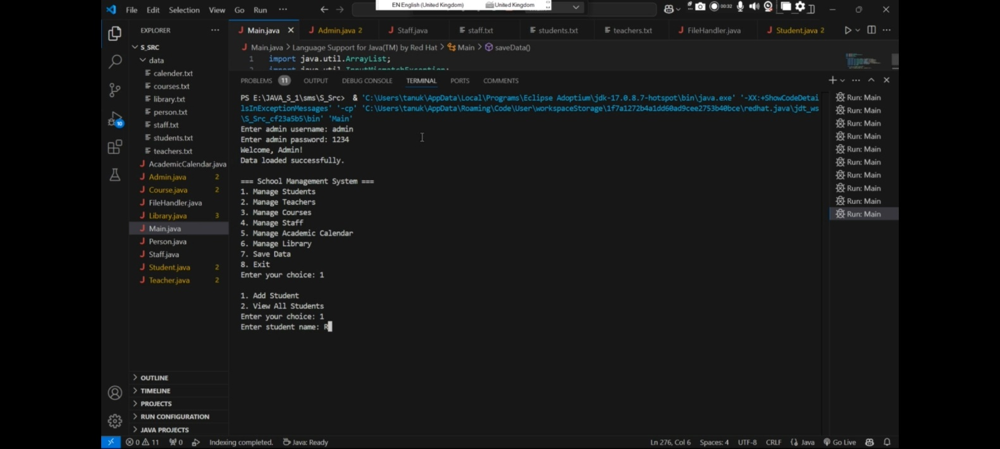 EN English (United Kingdom) United Kingdom
File Edit Selection View Go Run ···
00:32
EXPLORER ···
S_SRC
data
calender.txt
courses.txt
library.txt
person.txt
staff.txt
students.txt
teachers.txt
AcademicCalendar.java
Admin.java 2
Course.java 2
FileHandler.java
Library.java 3
Main.java
Person.java
Staff.java
Student.java 2
Teacher.java 2
OUTLINE
TIMELINE
PROJECTS
RUN CONFIGURATION
JAVA PROJECTS
10
Main.java Admin.java 2 Staff.java staff.txt students.txt teachers.txt FileHandler.java Student.java 2
Main.java > Language Support for Java(TM) by Red Hat > Main > saveData()
1 import java.util.ArrayList;
2 import java.util.InputMismatchException;
PROBLEMS 11 OUTPUT DEBUG CONSOLE TERMINAL PORTS COMMENTS
PS E:\JAVA_S_1\sms\S_Src> & 'C:\Users\tanuk\AppData\Local\Programs\Eclipse Adoptium\jdk-17.0.8.7-hotspot\bin\java.exe' '-XX:+ShowCodeDetai
lsInExceptionMessages' '-cp' 'C:\Users\tanuk\AppData\Roaming\Code\User\workspaceStorage\1f7a1272b4a1dd60ad9cee2753b40bce\redhat.java\jdt_ws
\S_Src_cf23a5b5\bin' 'Main'
Enter admin username: admin
Enter admin password: 1234
Welcome, Admin!
Data loaded successfully.
=== School Management System ===
1. Manage Students
2. Manage Teachers
3. Manage Courses
4. Manage Staff
5. Manage Academic Calendar
6. Manage Library
7. Save Data
8. Exit
Enter your choice: 1
1. Add Student
2. View All Students
Enter your choice: 1
Enter student name: R
Run: Main
Run: Main
Run: Main
Run: Main
Run: Main
Run: Main
Run: Main
Run: Main
Run: Main
Run: Main
0 11 0 Indexing completed. Java: Ready Ln 276, Col 6 Spaces: 4 UTF-8 CRLF Java Go Live